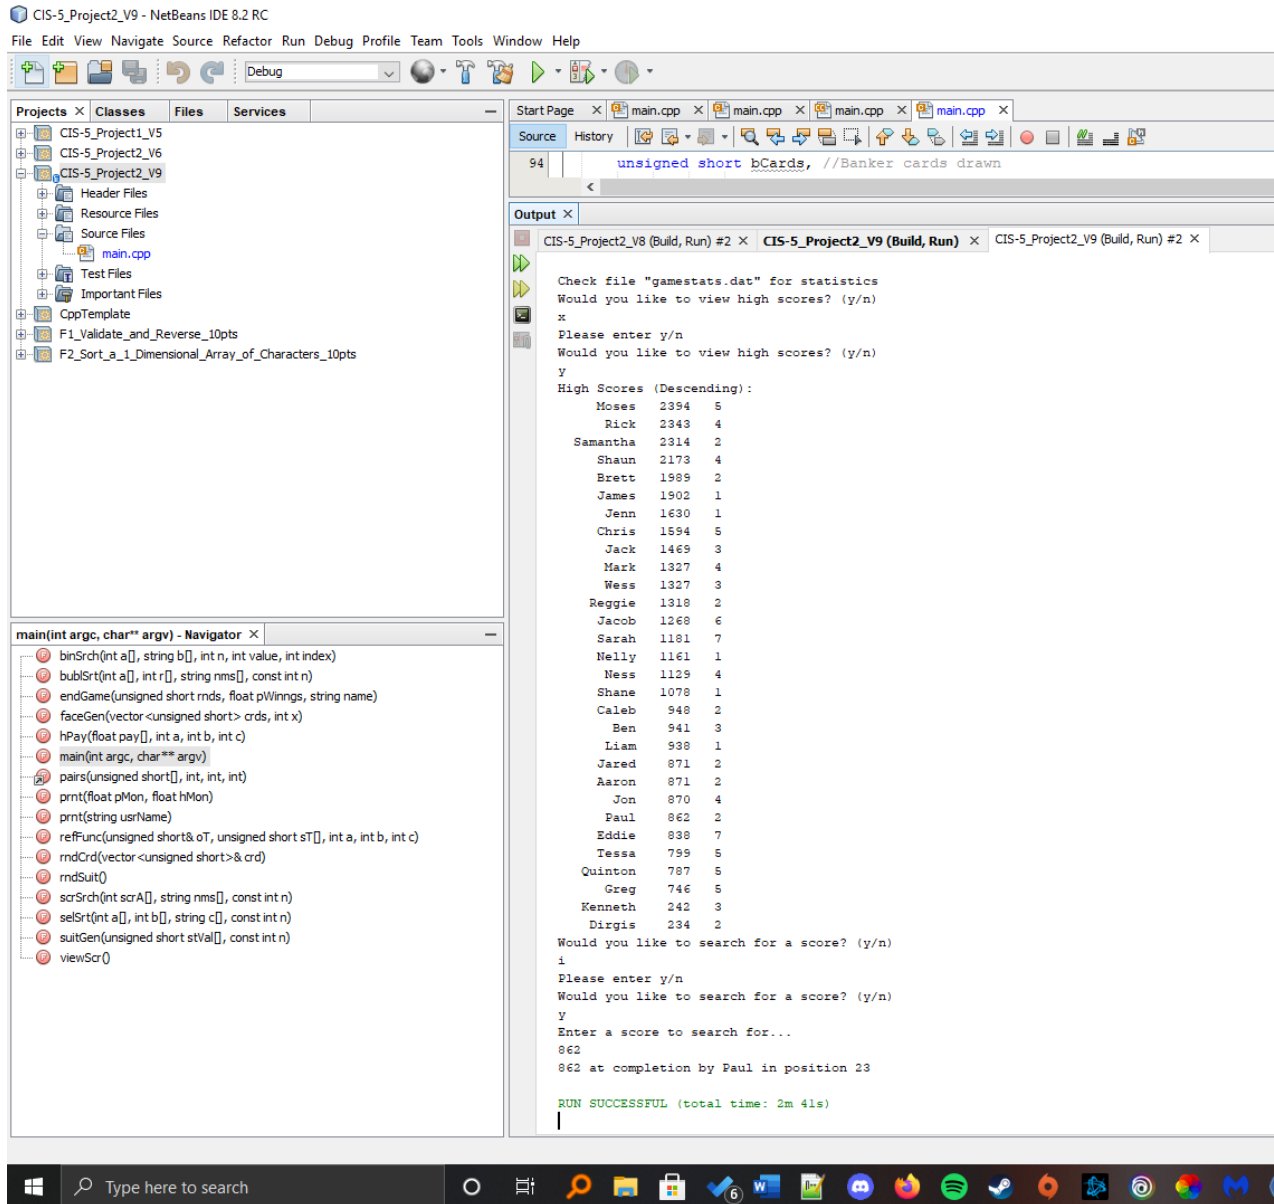 CIS-5_Project2_V9 - NetBeans IDE 8.2 RC
File Edit View Navigate Source Refactor Run Debug Profile Team Tools Window Help
Debug
Projects Classes Files Services
CIS-5_Project1_V5
CIS-5_Project2_V6
CIS-5_Project2_V9
Header Files
Resource Files
Source Files
main.cpp
Test Files
Important Files
CppTemplate
F1_Validate_and_Reverse_10pts
F2_Sort_a_1_Dimensional_Array_of_Characters_10pts
main(int argc, char** argv) - Navigator
binSrch(int a[], string b[], int n, int value, int index)
bublSrt(int a[], int r[], string nms[], const int n)
endGame(unsigned short rnds, float pWinngs, string name)
faceGen(vector<unsigned short> crds, int x)
hPay(float pay[], int a, int b, int c)
main(int argc, char** argv)
pairs(unsigned short[], int, int, int)
prnt(float pMon, float hMon)
prnt(string usrName)
refFunc(unsigned short& oT, unsigned short sT[], int a, int b, int c)
rndCrd(vector<unsigned short>& crd)
rndSuit()
scrSrch(int scrA[], string nms[], const int n)
selSrt(int a[], int b[], string c[], const int n)
suitGen(unsigned short stVal[], const int n)
viewScr()
Start Page main.cpp main.cpp main.cpp main.cpp
Source History
94 unsigned short bCards, //Banker cards drawn
Output
CIS-5_Project2_V8 (Build, Run) #2 CIS-5_Project2_V9 (Build, Run) CIS-5_Project2_V9 (Build, Run) #2
Check file "gamestats.dat" for statistics
Would you like to view high scores? (y/n)
x
Please enter y/n
Would you like to view high scores? (y/n)
y
High Scores (Descending):
Moses 2394 5
Rick 2343 4
Samantha 2314 2
Shaun 2173 4
Brett 1989 2
James 1902 1
Jenn 1630 1
Chris 1594 5
Jack 1469 3
Mark 1327 4
Wess 1327 3
Reggie 1318 2
Jacob 1268 6
Sarah 1181 7
Nelly 1161 1
Ness 1129 4
Shane 1078 1
Caleb 948 2
Ben 941 3
Liam 938 1
Jared 871 2
Aaron 871 2
Jon 870 4
Paul 862 2
Eddie 838 7
Tessa 799 5
Quinton 787 5
Greg 746 5
Kenneth 242 3
Dirgis 234 2
Would you like to search for a score? (y/n)
i
Please enter y/n
Would you like to search for a score? (y/n)
y
Enter a score to search for...
862
862 at completion by Paul in position 23
RUN SUCCESSFUL (total time: 2m 41s)
Type here to search
6